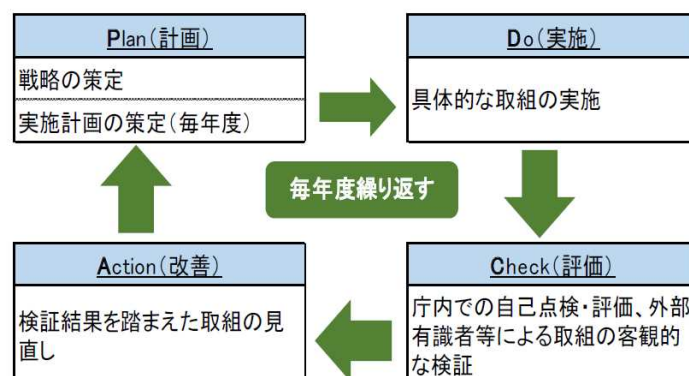 Plan(計画)
戦略の策定
実施計画の策定(毎年度)
Do(実施)
具体的な取組の実施
毎年度繰り返す
Action(改善)
検証結果を踏まえた取組の見
直し
Check(評価)
庁内での自己点検・評価、外部
有識者等による取組の客観的
な検証